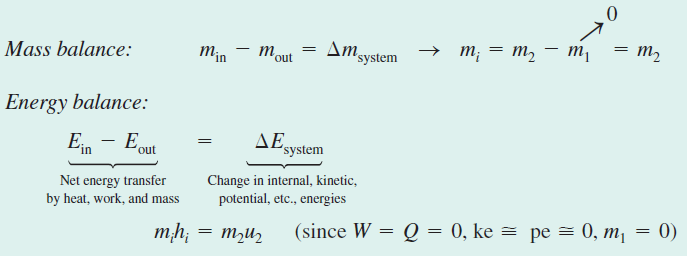 0
Mass balance: m_in − m_out = Δm_system → m_i = m_2 − m_1 = m_2
Energy balance:
E_in − E_out = ΔE_system
Net energy transfer Change in internal, kinetic,
by heat, work, and mass potential, etc., energies
m_i h_i = m_2 u_2 (since W = Q = 0, ke ≅ pe ≅ 0, m_1 = 0)